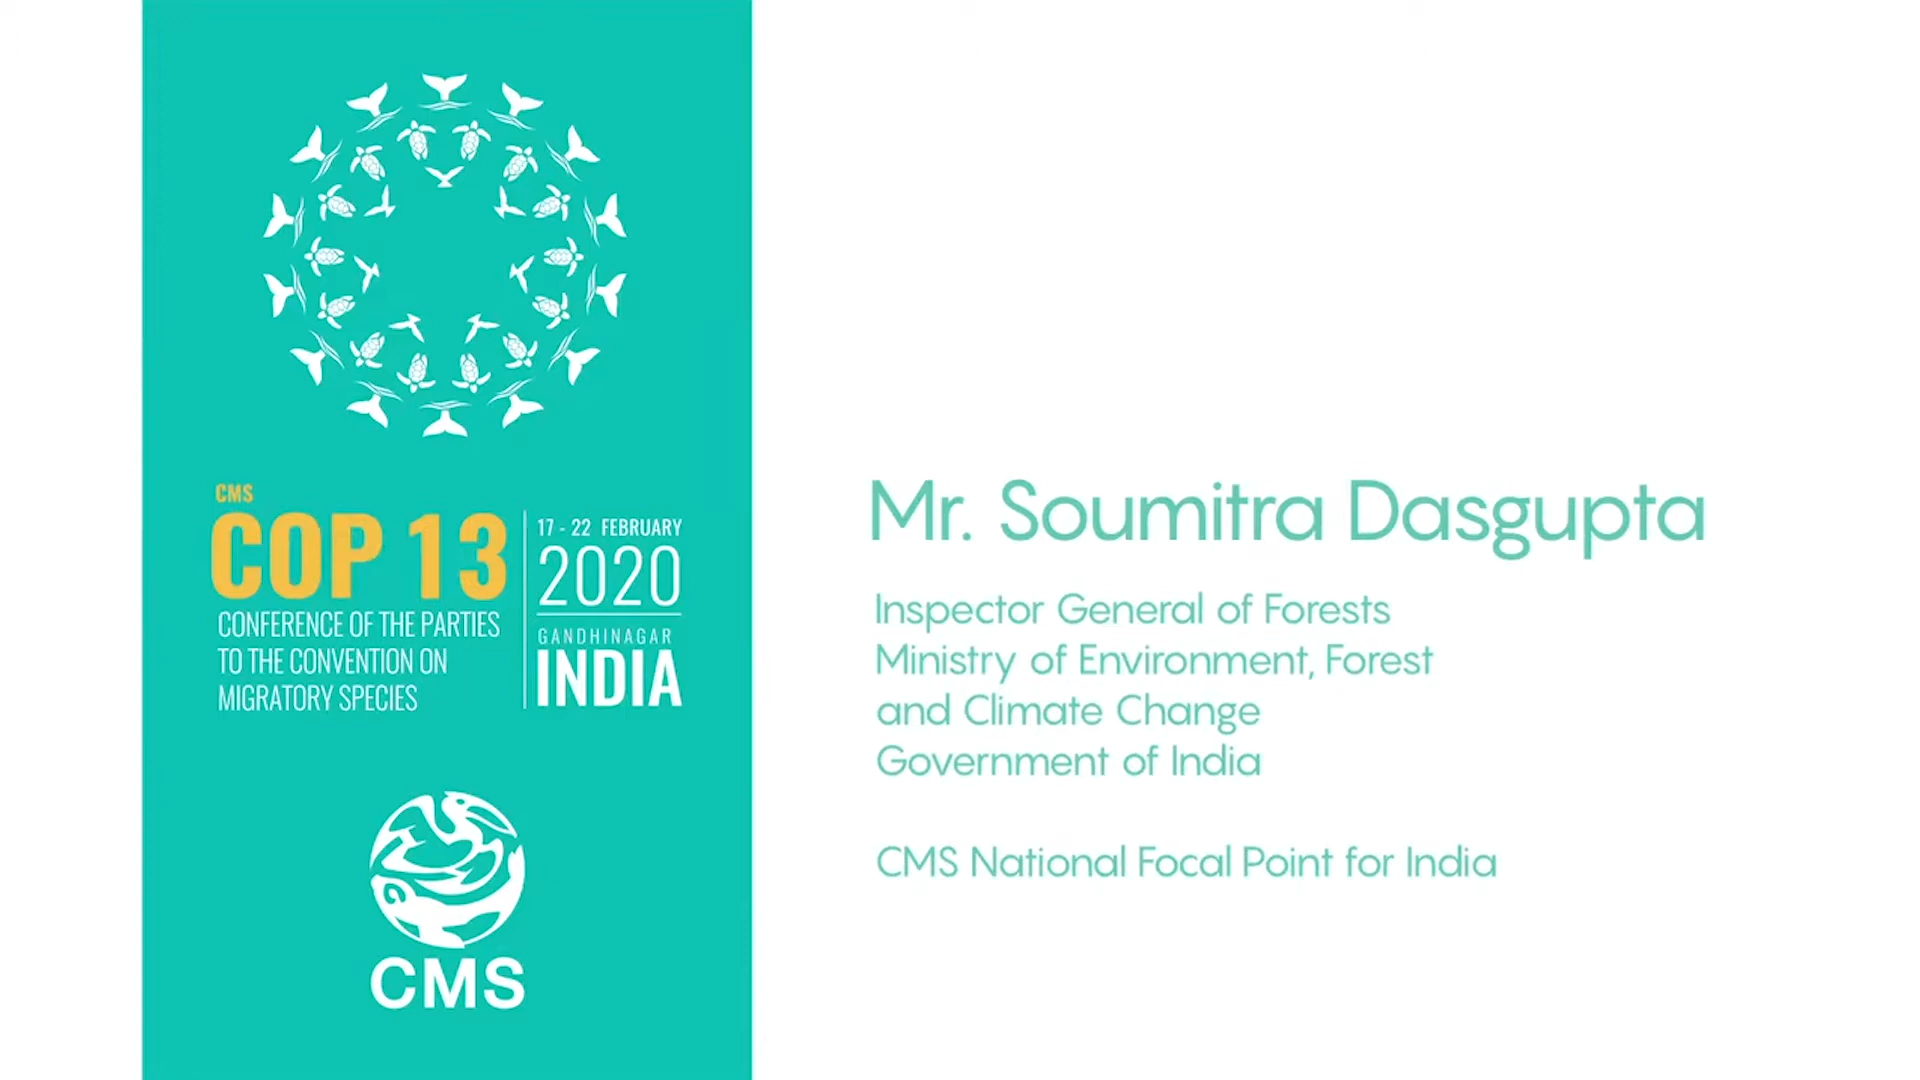 CMS
COP 13
CONFERENCE OF THE PARTIES
TO THE CONVENTION ON
MIGRATORY SPECIES
17 - 22 FEBRUARY
2020
GANDHINAGAR
INDIA
CMS
Mr. Soumitra Dasgupta
Inspector General of Forests
Ministry of Environment, Forest
and Climate Change
Government of India
CMS National Focal Point for India